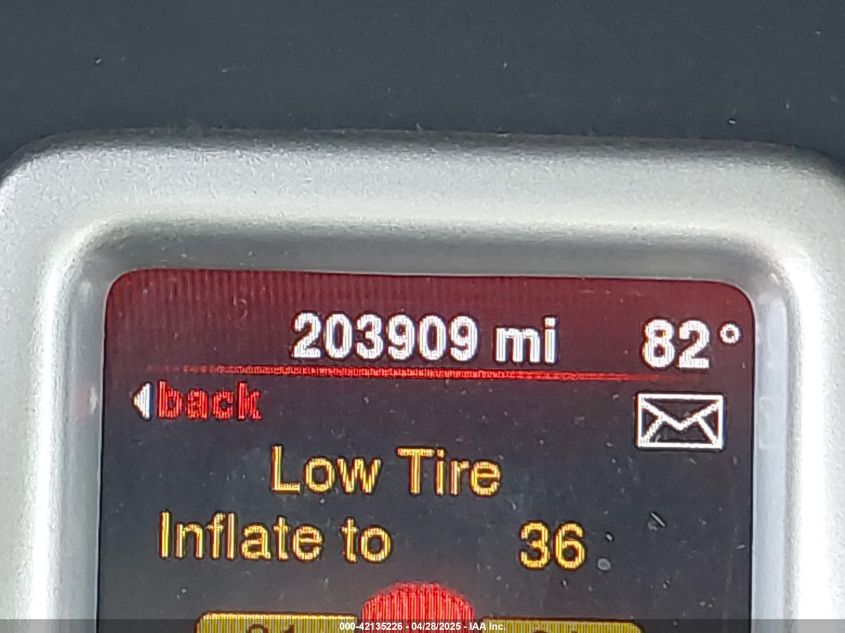 203909 mi 82°
back
Low Tire
Inflate to 36
000-42135226 - 04/28/2025 - IAA Inc.